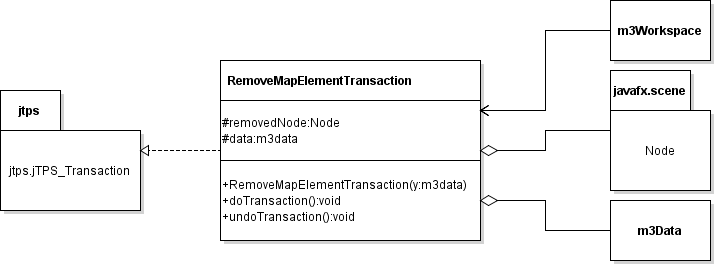 m3Workspace
RemoveMapElementTransaction
#removedNode:Node
#data:m3data
+RemoveMapElementTransaction(y:m3data)
+doTransaction():void
+undoTransaction():void
jtps
jtps.jTPS_Transaction
javafx.scene
Node
m3Data